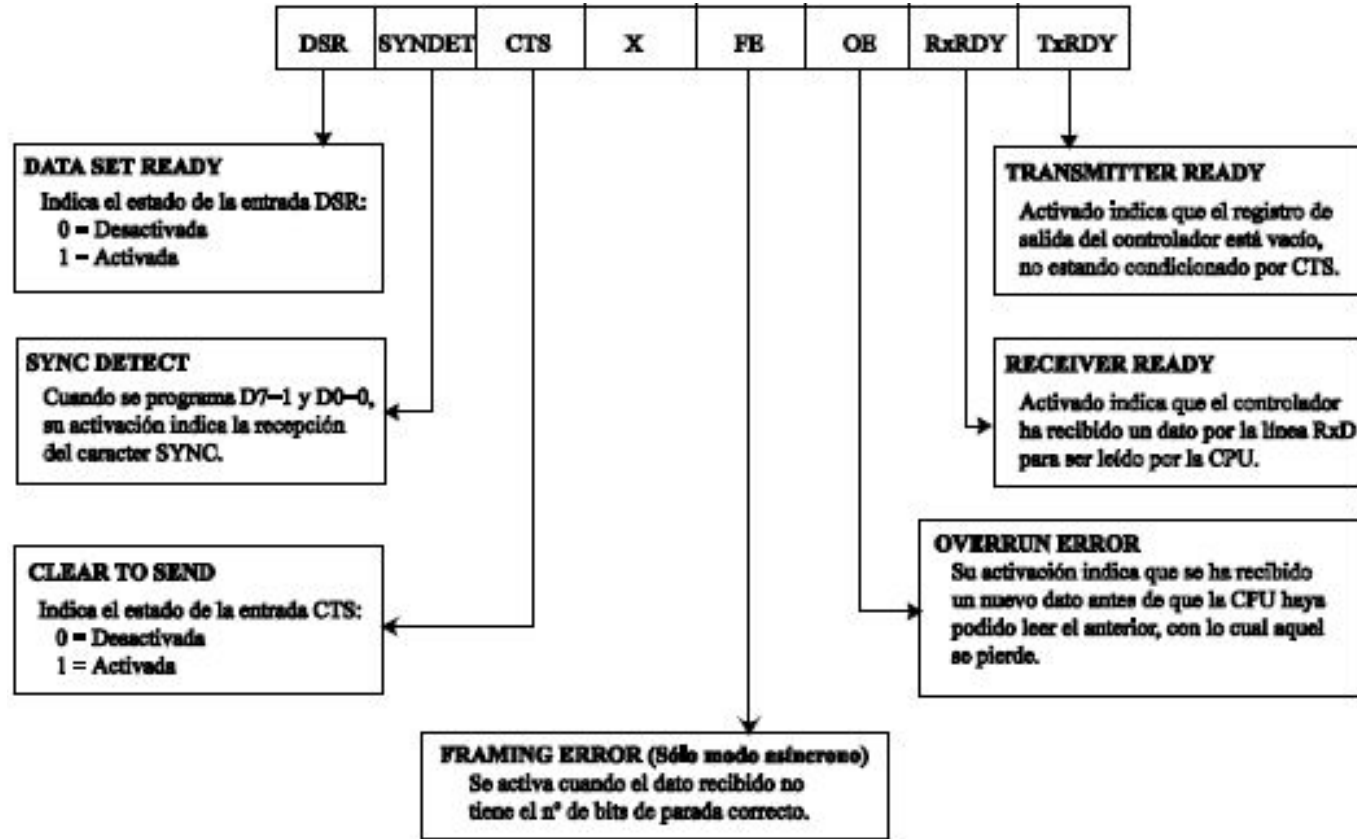 DSR SYNDET CTS X FE OE RxRDY TxRDY
DATA SET READY
Indica el estado de la entrada DSR:
0 = Desactivada
1 = Activada
SYNC DETECT
Cuando se programa D7=1 y D0=0,
su activación indica la recepción
del caracter SYNC.
CLEAR TO SEND
Indica el estado de la entrada CTS:
0 = Desactivada
1 = Activada
FRAMING ERROR (Sólo modo asíncrono)
Se activa cuando el dato recibido no
tiene el nº de bits de parada correcto.
TRANSMITTER READY
Activado indica que el registro de
salida del controlador está vacío,
no estando condicionado por CTS.
RECEIVER READY
Activado indica que el controlador
ha recibido un dato por la línea RxD
para ser leído por la CPU.
OVERRUN ERROR
Su activación indica que se ha recibido
un nuevo dato antes de que la CPU haya
podido leer el anterior, con lo cual aquel
se pierde.